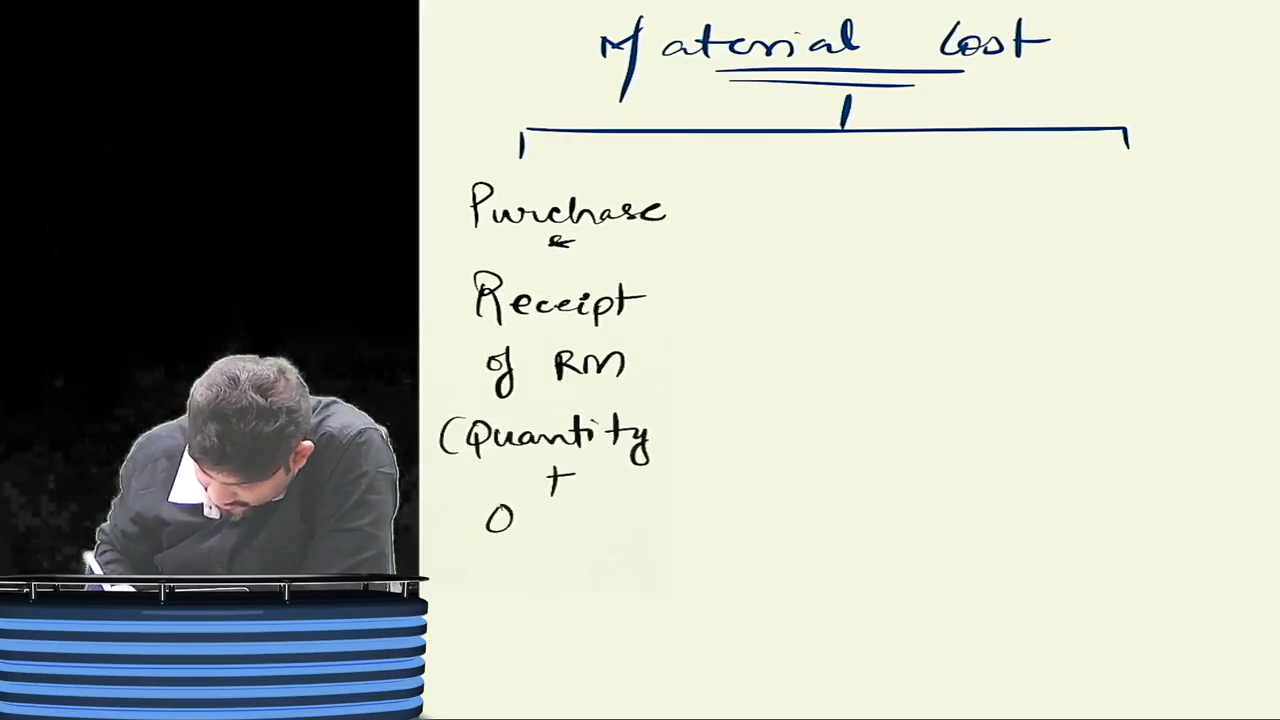 Material Cost
Purchase
&
Receipt
of RM
(Quantity
+
O